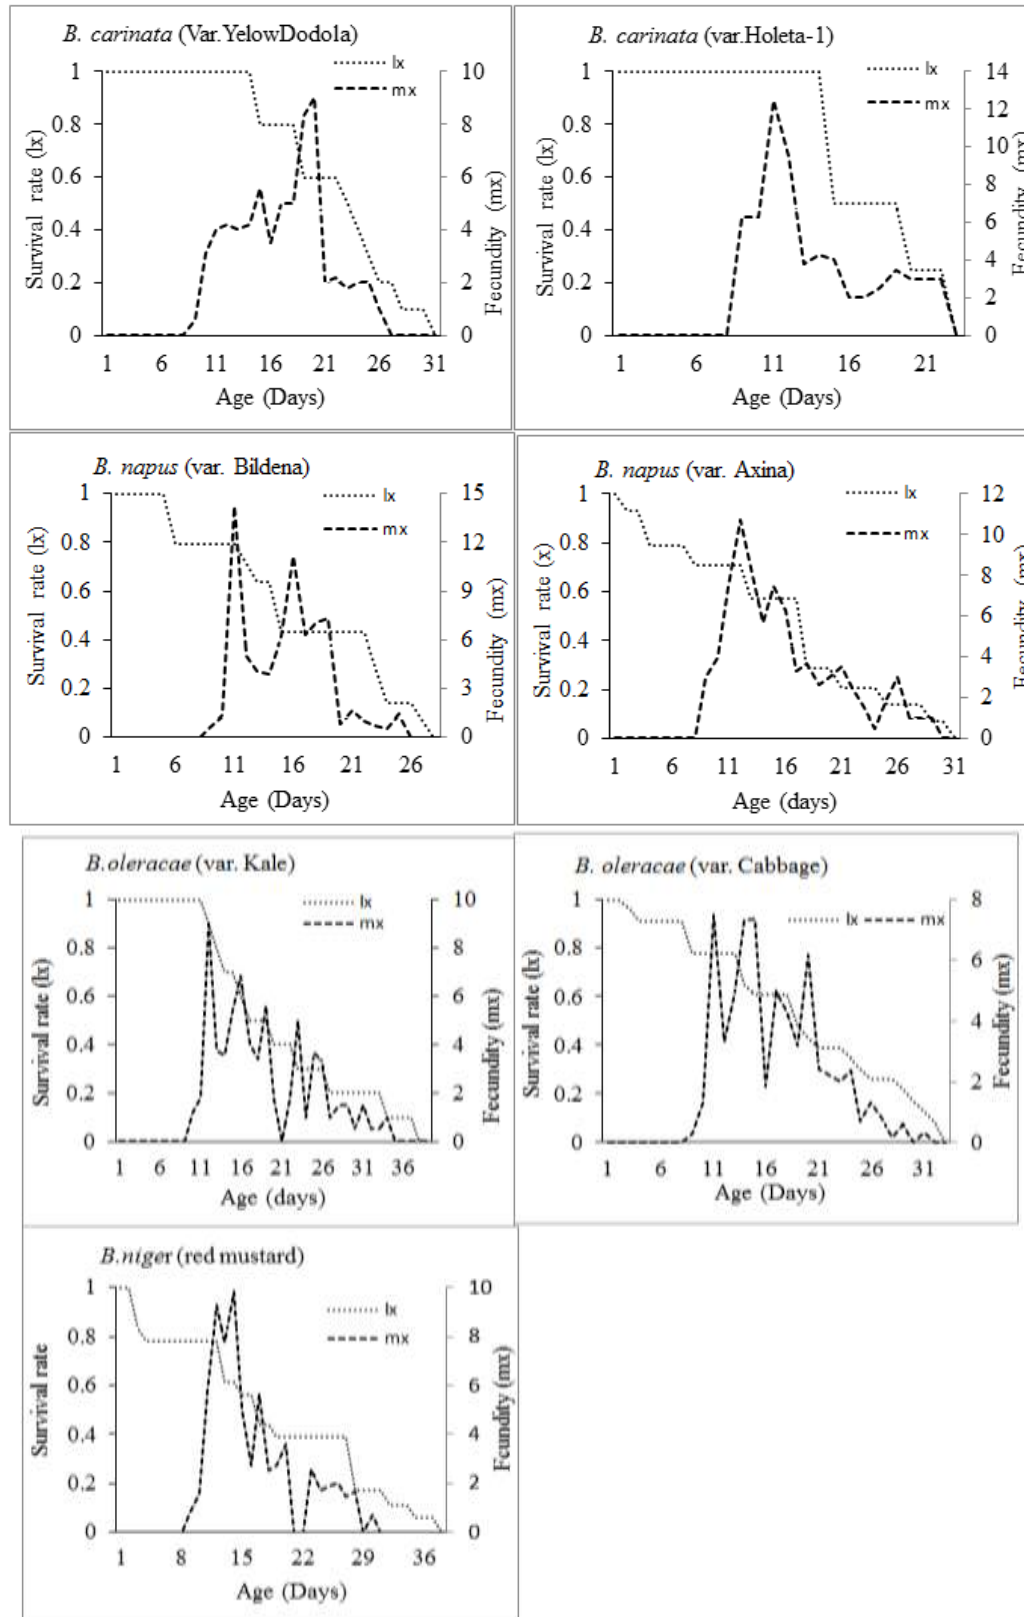 B. carinata (Var.YelowDodola)
lx
mx
Survival rate (lx)
1
0.8
0.6
0.4
0.2
0
10
8
6
4
2
0
Fecundity (mx)
1 6 11 16 21 26 31
Age (Days)
B. carinata (var.Holeta-1)
lx
mx
Survival rate (lx)
1
0.8
0.6
0.4
0.2
0
14
12
10
8
6
4
2
0
Fecundity (mx)
1 6 11 16 21
Age (Days)
B. napus (var. Bildena)
lx
mx
Survival rate (lx)
1
0.8
0.6
0.4
0.2
0
15
12
9
6
3
0
Fecundity (mx)
1 6 11 16 21 26
Age (Days)
B. napus (var. Axina)
lx
mx
Survival rate (x)
1
0.8
0.6
0.4
0.2
0
12
10
8
6
4
2
0
Fecundity (mx)
1 6 11 16 21 26 31
Age (days)
B.oleracae (var. Kale)
lx
mx
Survival rate (lx)
1
0.8
0.6
0.4
0.2
0
10
8
6
4
2
0
Fecundity (mx)
1 6 11 16 21 26 31 36
Age (days)
B. oleracae (var. Cabbage)
lx mx
Survival rate (lx)
1
0.8
0.6
0.4
0.2
0
8
6
4
2
0
Fecundity (mx)
1 6 11 16 21 26 31
Age (Days)
B.niger (red mustard)
lx
mx
Survival rate
1
0.8
0.6
0.4
0.2
0
10
8
6
4
2
0
Fcundity (mx)
1 8 15 22 29 36
Age (Days)